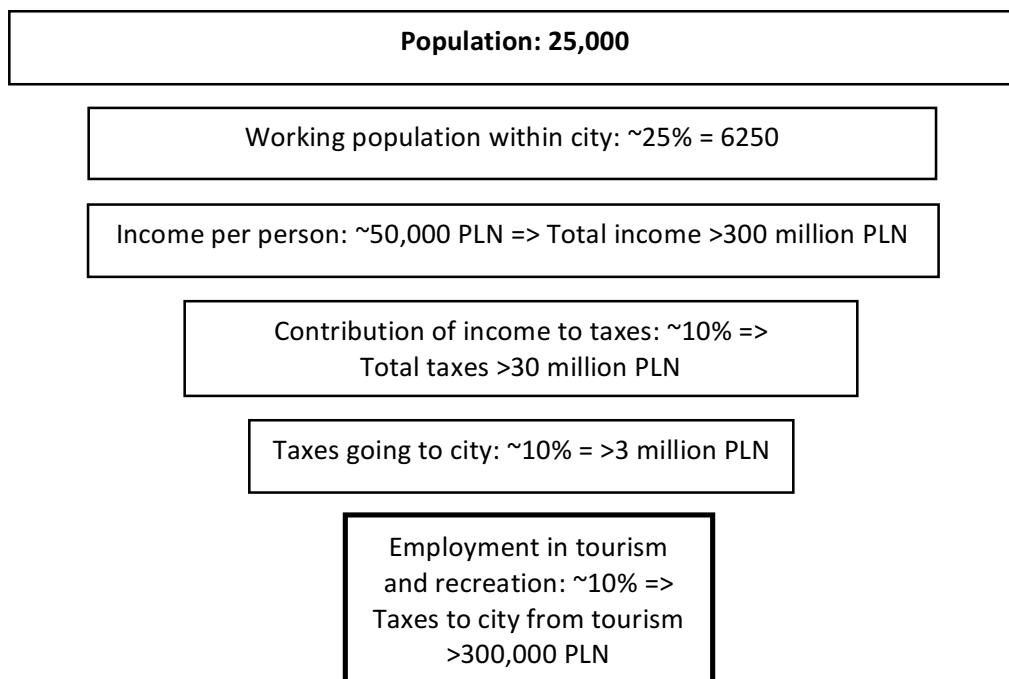 Population: 25,000
Working population within city: ~25% = 6250
Income per person: ~50,000 PLN => Total income >300 million PLN
Contribution of income to taxes: ~10% =>
Total taxes >30 million PLN
Taxes going to city: ~10% = >3 million PLN
Employment in tourism
and recreation: ~10% =>
Taxes to city from tourism
>300,000 PLN